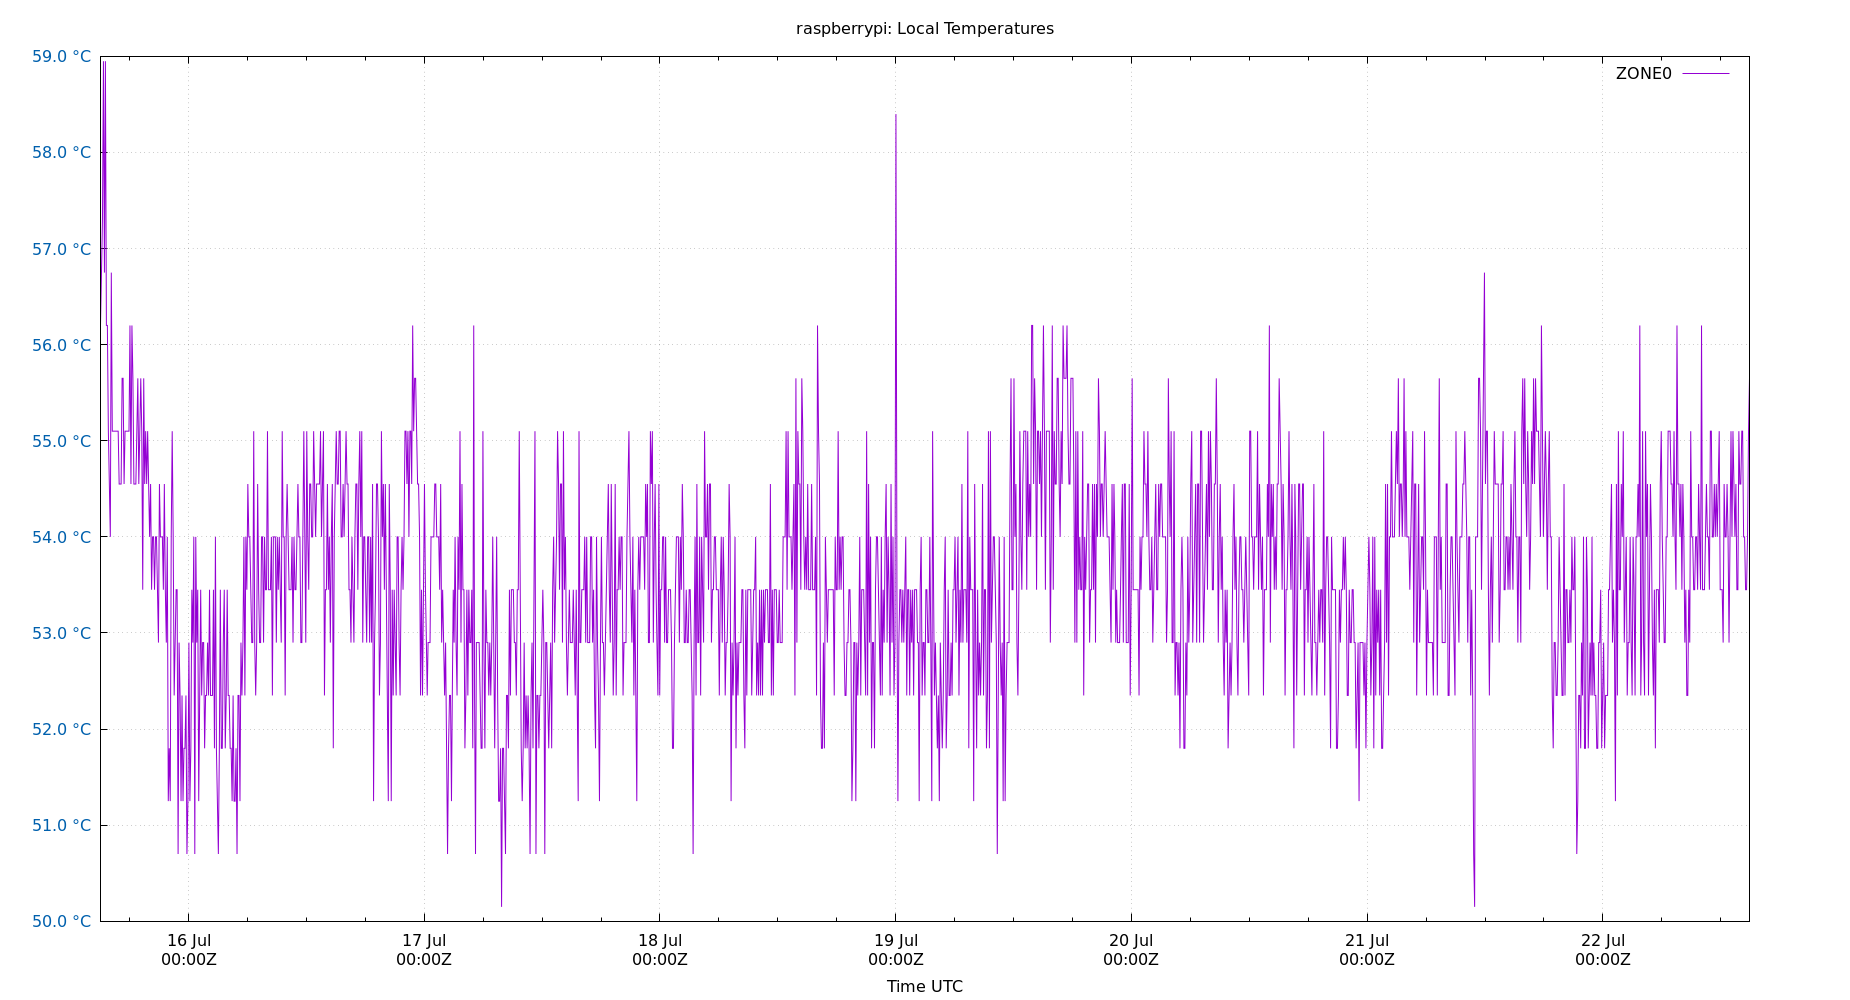 raspberrypi: Local Temperatures
59.0 °C
ZONE0
58.0 °C
57.0 °C
56.0 °C
55.0 °C
54.0 °C
53.0 °C
52.0 °C
51.0 °C
50.0 °C
16 Jul 17 Jul 18 Jul 19 Jul 20 Jul 21 Jul 22 Jul
00:00Z 00:00Z 00:00Z 00:00Z 00:00Z 00:00Z 00:00Z
Time UTC